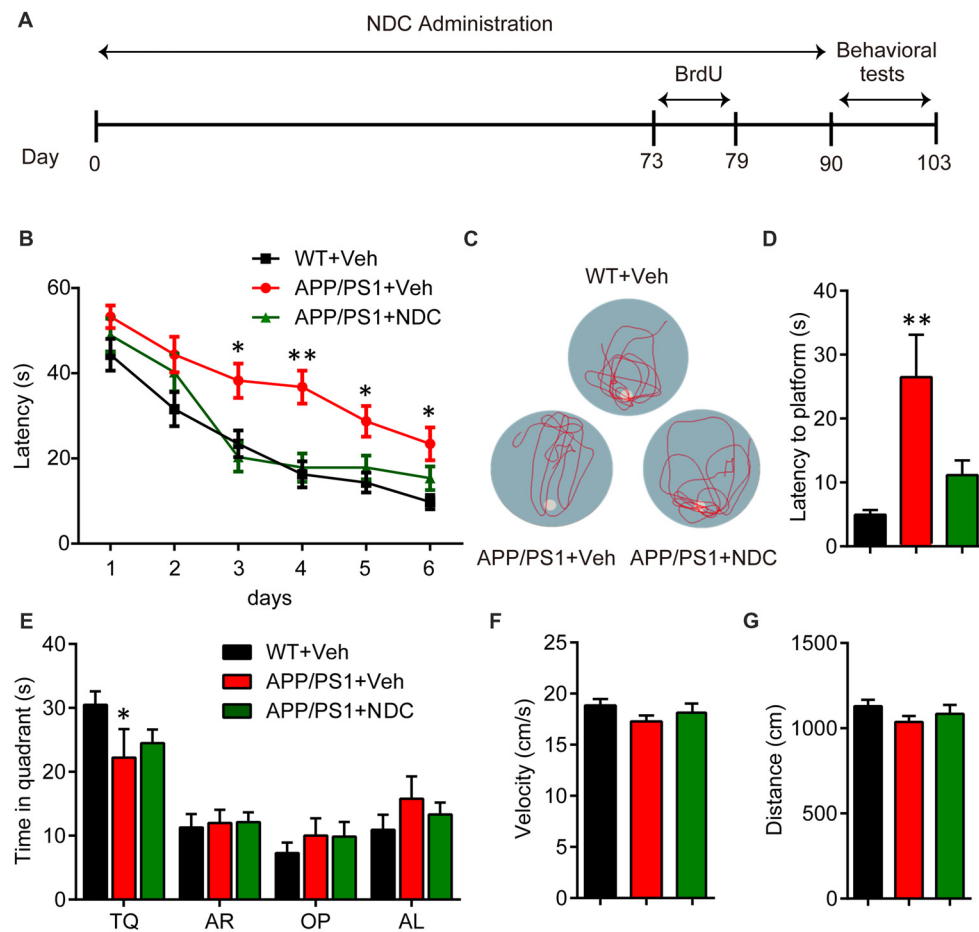 A
NDC Administration
BrdU
Behavioral
tests
Day
0
73
79
90
103
B
WT+Veh
APP/PS1+Veh
APP/PS1+NDC
Latency (s)
60
40
20
0
*
**
*
*
1 2 3 4 5 6
days
C
WT+Veh
APP/PS1+Veh
APP/PS1+NDC
D
Latency to platform (s)
40
30
20
10
0
**
E
WT+Veh
APP/PS1+Veh
APP/PS1+NDC
Time in quadrant (s)
40
30
20
10
0
*
TQ AR OP AL
F
Velocity (cm/s)
25
20
15
10
5
0
G
Distance (cm)
1500
1000
500
0